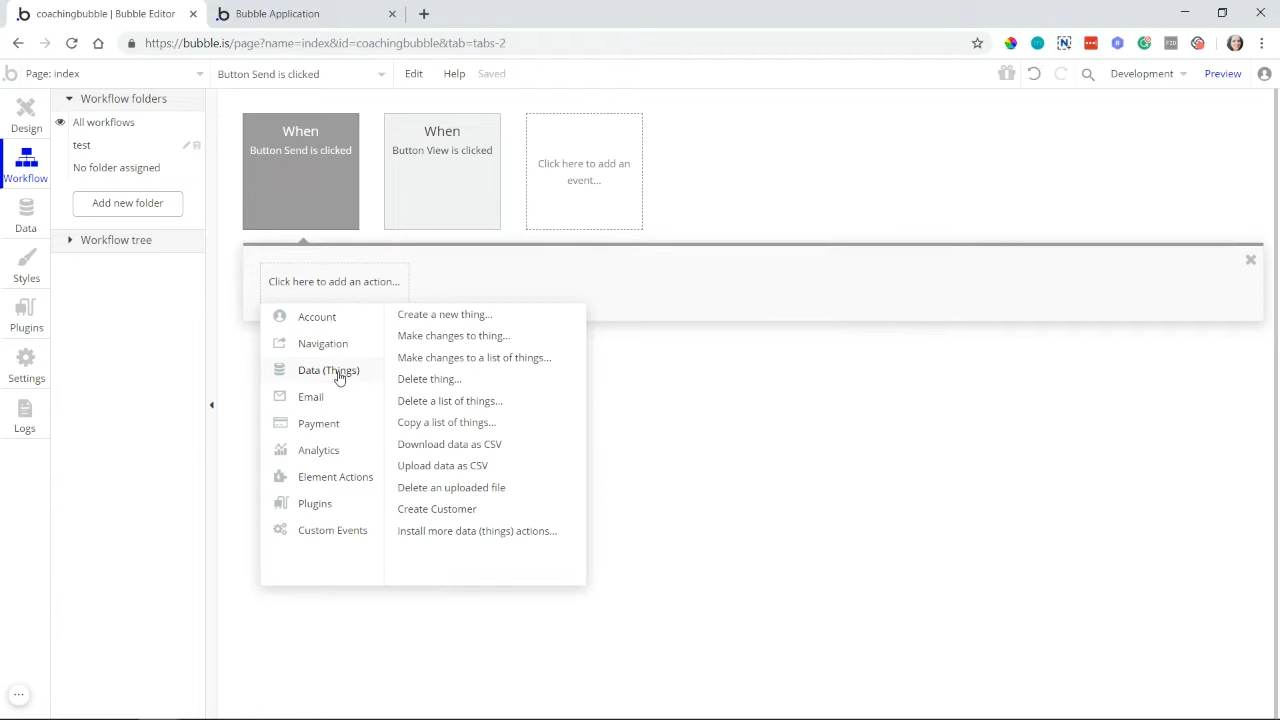 coachingbubble | Bubble Editor
Bubble Application
https://bubble.is/page?name=index&id=coachingbubble&tab=tabs-2
Page: index
Button Send is clicked
Edit
Help
Saved
Development
Preview
Design
Workflow
Data
Styles
Plugins
Settings
Logs
Workflow folders
All workflows
test
No folder assigned
Add new folder
Workflow tree
When
Button Send is clicked
When
Button View is clicked
Click here to add an
event...
Click here to add an action...
Account
Navigation
Data (Things)
Email
Payment
Analytics
Element Actions
Plugins
Custom Events
Create a new thing...
Make changes to thing...
Make changes to a list of things...
Delete thing...
Delete a list of things...
Copy a list of things...
Download data as CSV
Upload data as CSV
Delete an uploaded file
Create Customer
Install more data (things) actions...